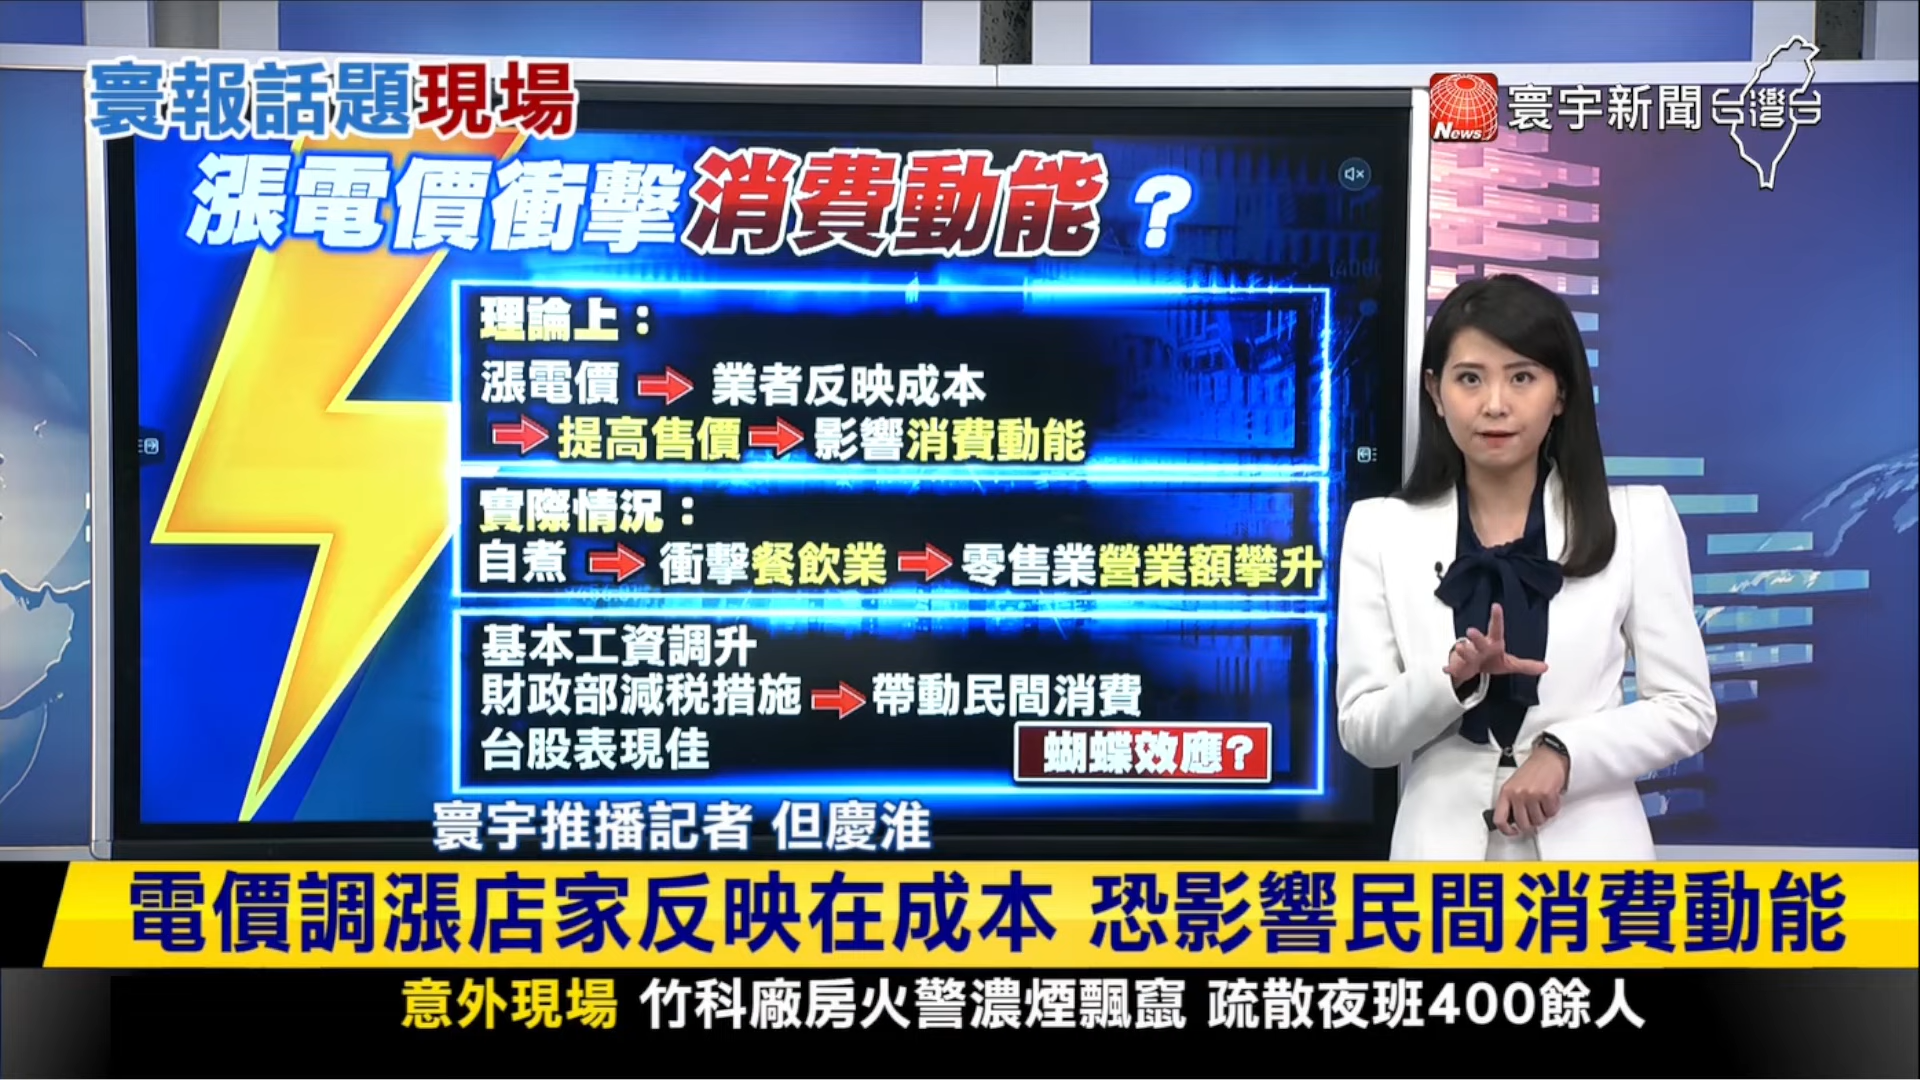 寰報話題現場
News 寰宇新聞 台灣台
漲電價衝擊消費動能?
理論上:
漲電價➡業者反映成本
➡提高售價➡影響消費動能
實際情況:
自煮➡衝擊餐飲業➡零售業營業額攀升
基本工資調升
財政部減稅措施➡帶動民間消費
台股表現佳
蝴蝶效應?
寰宇推播記者 但慶淮
電價調漲店家反映在成本 恐影響民間消費動能
意外現場 竹科廠房火警濃煙飄竄 疏散夜班400餘人